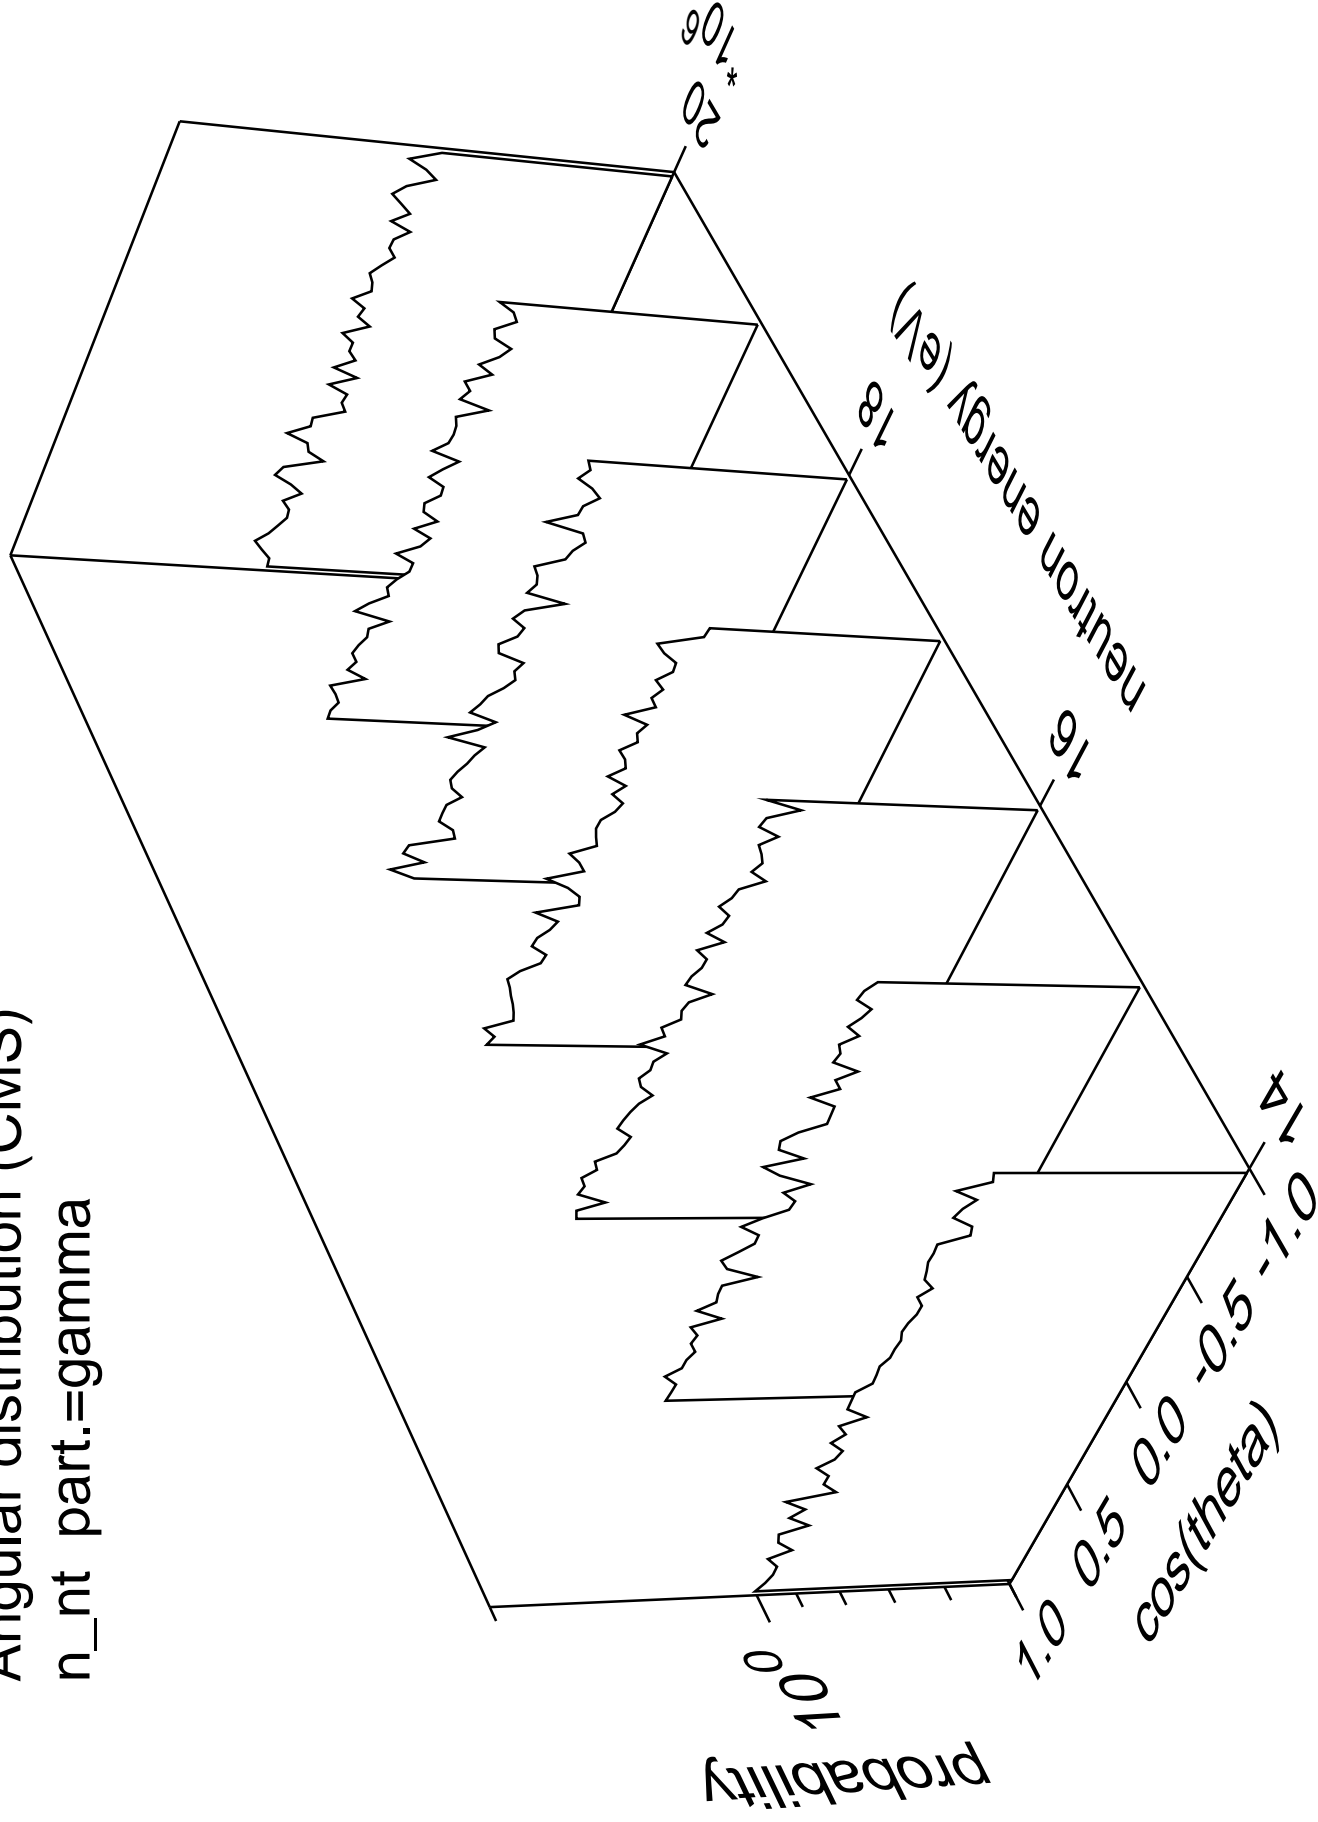 Angular distribution (CMS)
n_nt part.=gamma
probability
10^0
1.0 0.5 0.0 -0.5 -1.0
cos(theta)
14 16 18 20
*10^6
neutron energy (eV)